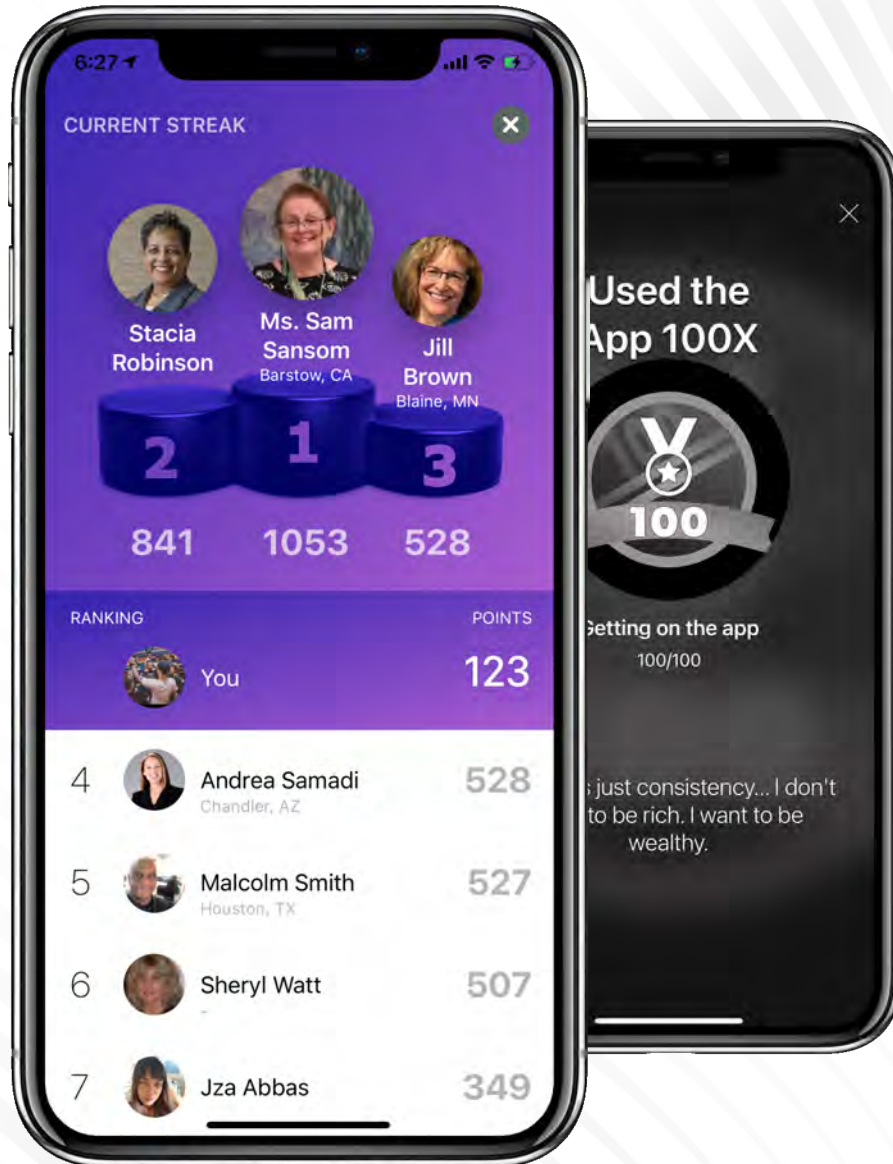 6:27
CURRENT STREAK
Stacia
Robinson
Ms. Sam
Sansom
Barstow, CA
Jill
Brown
Blaine, MN
2
1
3
841
1053
528
RANKING
POINTS
You
123
4
Andrea Samadi
Chandler, AZ
528
5
Malcolm Smith
Houston, TX
527
6
Sheryl Watt
-
507
7
Jza Abbas
349
Used the
App 100X
100
Getting on the app
100/100
just consistency... I don't
to be rich. I want to be
wealthy.